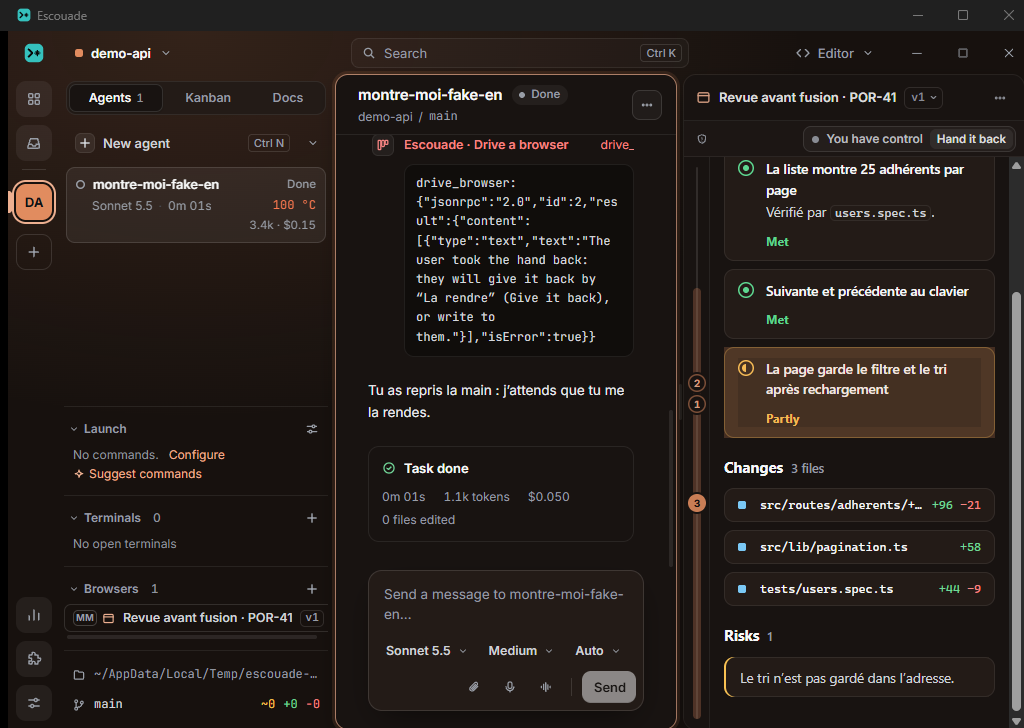 Escouade
demo-api
Search
Ctrl K
Editor
Agents 1
Kanban
Docs
New agent
Ctrl N
montre-moi-fake-en
Done
Sonnet 5.5 · 0m 01s
100 °C
3.4k · $0.15
DA
Launch
No commands. Configure
Suggest commands
Terminals 0
No open terminals
Browsers 1
MM
Revue avant fusion · POR-41
v1
~/AppData/Local/Temp/escouade-…
main
~0 +0 -0
montre-moi-fake-en
Done
demo-api / main
Escouade · Drive a browser
drive_
drive_browser:
{"jsonrpc":"2.0","id":2,"res
ult":{"content":
[{"type":"text","text":"The
user took the hand back:
they will give it back by
“La rendre” (Give it back),
or write to
them."}],"isError":true}}
Tu as repris la main : j’attends que tu me
la rendes.
Task done
0m 01s 1.1k tokens $0.050
0 files edited
Send a message to montre-moi-fake-
en...
Sonnet 5.5
Medium
Auto
Send
Revue avant fusion · POR-41
v1
You have control
Hand it back
2
1
3
La liste montre 25 adhérents par
page
Vérifié par users.spec.ts .
Met
Suivante et précédente au clavier
Met
La page garde le filtre et le tri
après rechargement
Partly
Changes 3 files
src/routes/adherents/+… +96 −21
src/lib/pagination.ts +58
tests/users.spec.ts +44 −9
Risks 1
Le tri n’est pas gardé dans l’adresse.